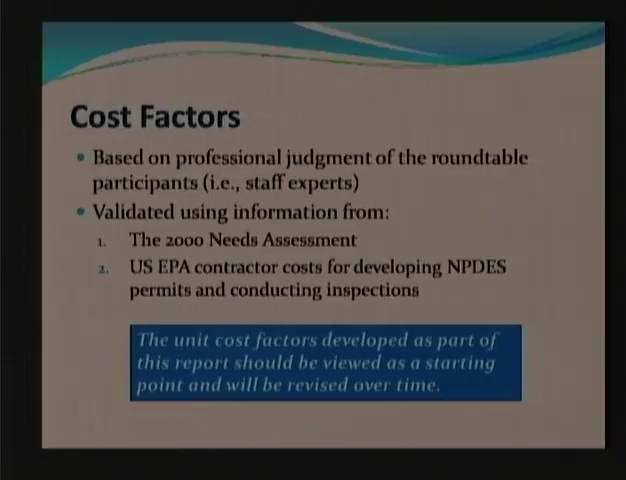 Cost Factors
• Based on professional judgment of the roundtable
participants (i.e., staff experts)
• Validated using information from:
1. The 2000 Needs Assessment
2. US EPA contractor costs for developing NPDES
permits and conducting inspections
The unit cost factors developed as part of
this report should be viewed as a starting
point and will be revised over time.